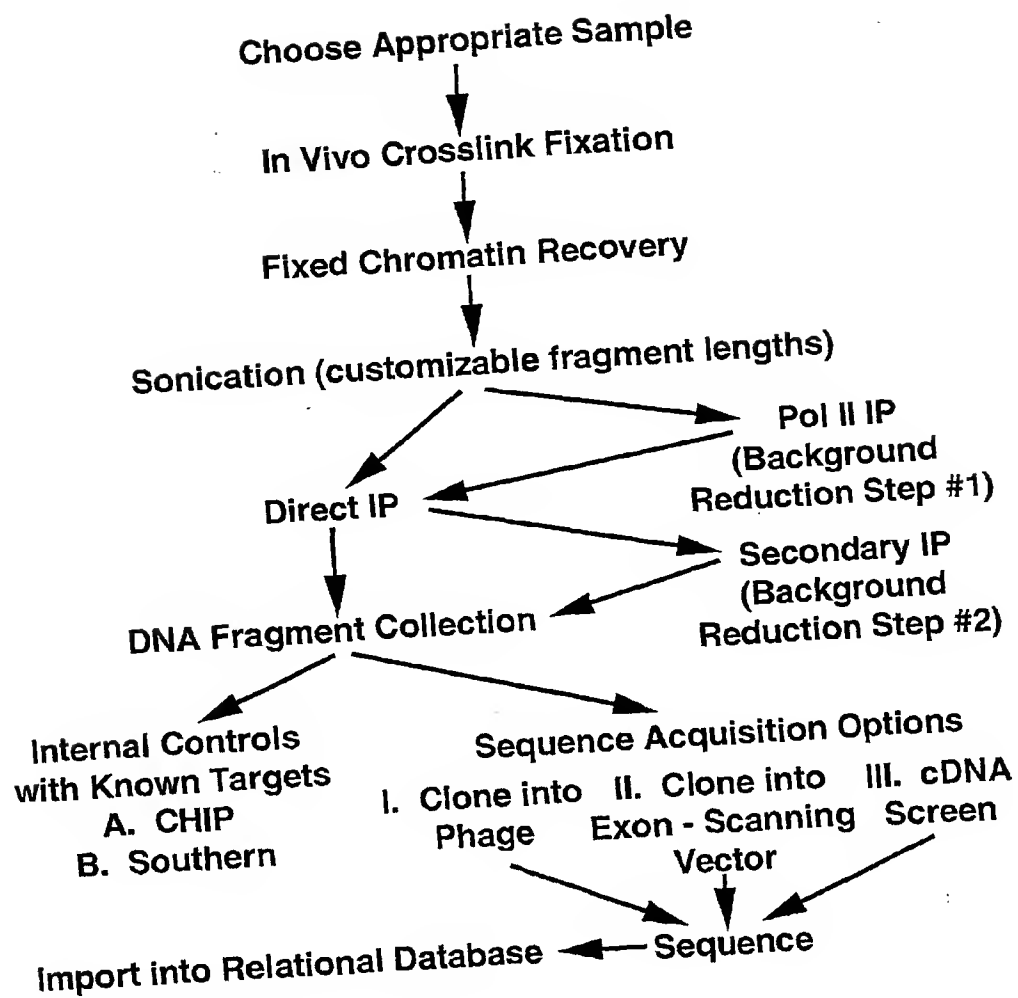 Choose Appropriate Sample
In Vivo Crosslink Fixation
Fixed Chromatin Recovery
Sonication (customizable fragment lengths)
Pol II IP
(Background
Reduction Step #1)
Direct IP
Secondary IP
(Background
Reduction Step #2)
DNA Fragment Collection
Internal Controls
with Known Targets
A. CHIP
B. Southern
Sequence Acquisition Options
I. Clone into
Phage
II. Clone into
Exon - Scanning
Vector
III. cDNA
Screen
Sequence
Import into Relational Database